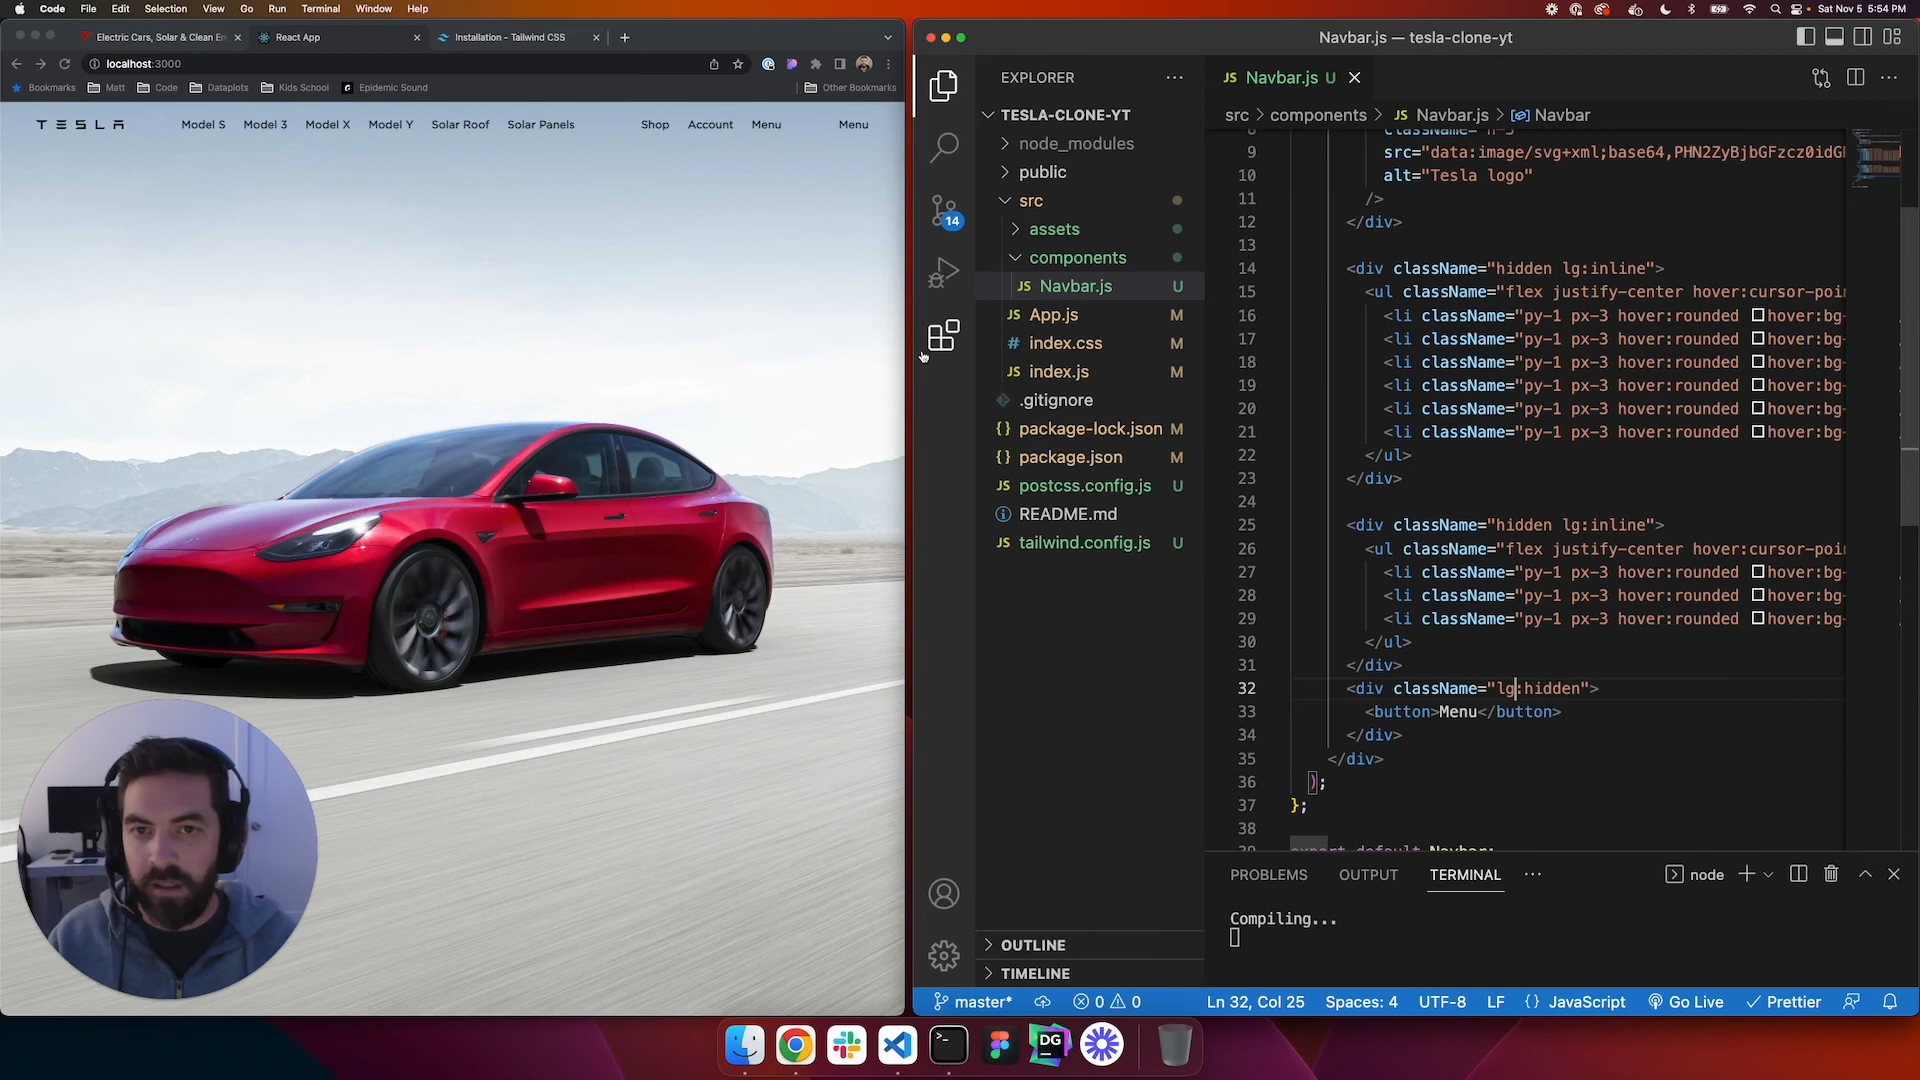 Code File Edit Selection View Go Run Terminal Window Help
Sat Nov 5 5:54 PM
Electric Cars, Solar & Clean En
React App
Installation - Tailwind CSS
localhost:3000
Bookmarks Matt Code Dataplots Kids School Epidemic Sound Other Bookmarks
TESLA Model S Model 3 Model X Model Y Solar Roof Solar Panels Shop Account Menu Menu
Navbar.js — tesla-clone-yt
EXPLORER
TESLA-CLONE-YT
node_modules
public
src
assets
components
JS Navbar.js U
JS App.js M
# index.css M
JS index.js M
.gitignore
{} package-lock.json M
{} package.json M
JS postcss.config.js U
README.md
JS tailwind.config.js U
14
OUTLINE
TIMELINE
JS Navbar.js U
src > components > JS Navbar.js > Navbar
9 src="data:image/svg+xml;base64,PHN2ZyBjbGFzcz0idGl
10 alt="Tesla logo"
11 />
12 </div>
13
14 <div className="hidden lg:inline">
15 <ul className="flex justify-center hover:cursor-poi
16 <li className="py-1 px-3 hover:rounded hover:bg-
17 <li className="py-1 px-3 hover:rounded hover:bg-
18 <li className="py-1 px-3 hover:rounded hover:bg-
19 <li className="py-1 px-3 hover:rounded hover:bg-
20 <li className="py-1 px-3 hover:rounded hover:bg-
21 <li className="py-1 px-3 hover:rounded hover:bg-
22 </ul>
23 </div>
24
25 <div className="hidden lg:inline">
26 <ul className="flex justify-center hover:cursor-poi
27 <li className="py-1 px-3 hover:rounded hover:bg-
28 <li className="py-1 px-3 hover:rounded hover:bg-
29 <li className="py-1 px-3 hover:rounded hover:bg-
30 </ul>
31 </div>
32 <div className="lg:hidden">
33 <button>Menu</button>
34 </div>
35 </div>
36 );
37 };
38
PROBLEMS OUTPUT TERMINAL
node
Compiling...
master* 0 0 Ln 32, Col 25 Spaces: 4 UTF-8 LF {} JavaScript Go Live Prettier
DG